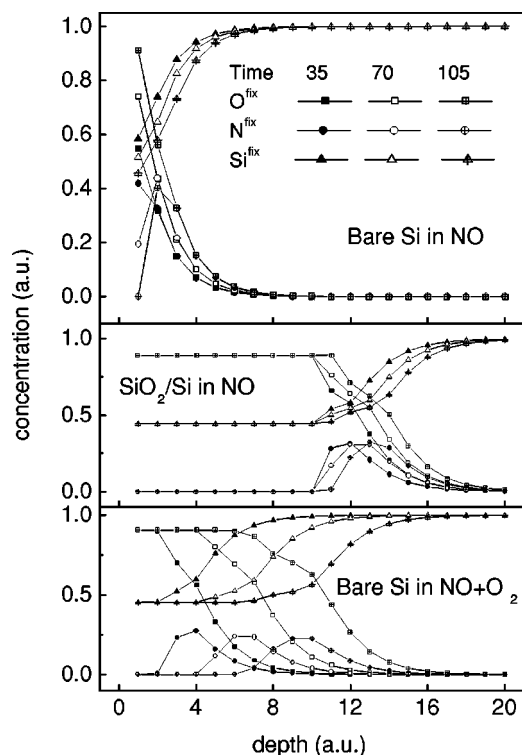 1.0
0.8
0.6
0.4
0.2
0.0
Time 35 70 105
O^fix
N^fix
Si^fix
Bare Si in NO
1.0
0.5
0.0
SiO₂/Si in NO
1.0
0.5
0.0
Bare Si in NO+O₂
0 4 8 12 16 20
depth (a.u.)
concentration (a.u.)